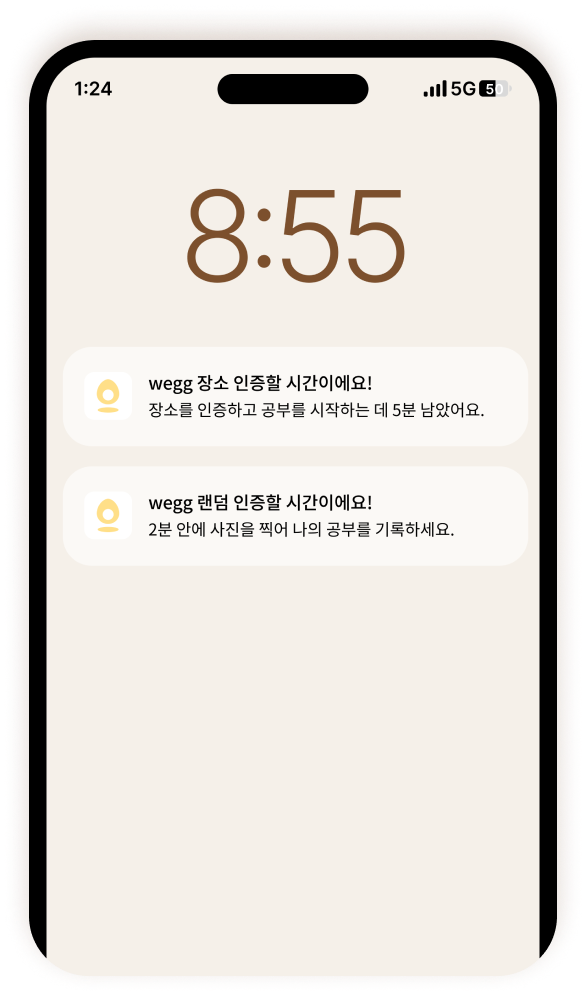 1:24 5G 50
8:55
wegg 장소 인증할 시간이에요!
장소를 인증하고 공부를 시작하는 데 5분 남았어요.
wegg 랜덤 인증할 시간이에요!
2분 안에 사진을 찍어 나의 공부를 기록하세요.